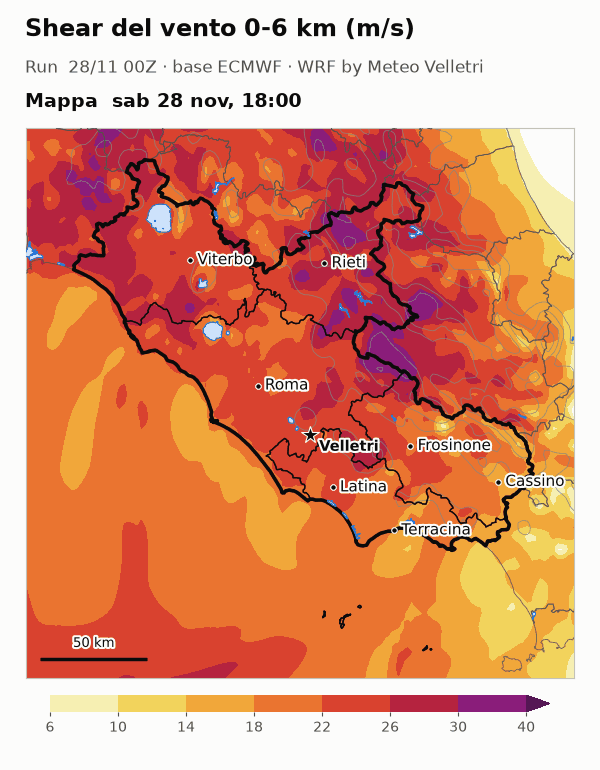 Shear del vento 0-6 km (m/s)
Run  28/11 00Z · base ECMWF · WRF by Meteo Velletri
Mappa  sab 28 nov, 18:00
Viterbo
Rieti
Roma
Velletri
Frosinone
Latina
Cassino
Terracina
50 km
6 10 14 18 22 26 30 40